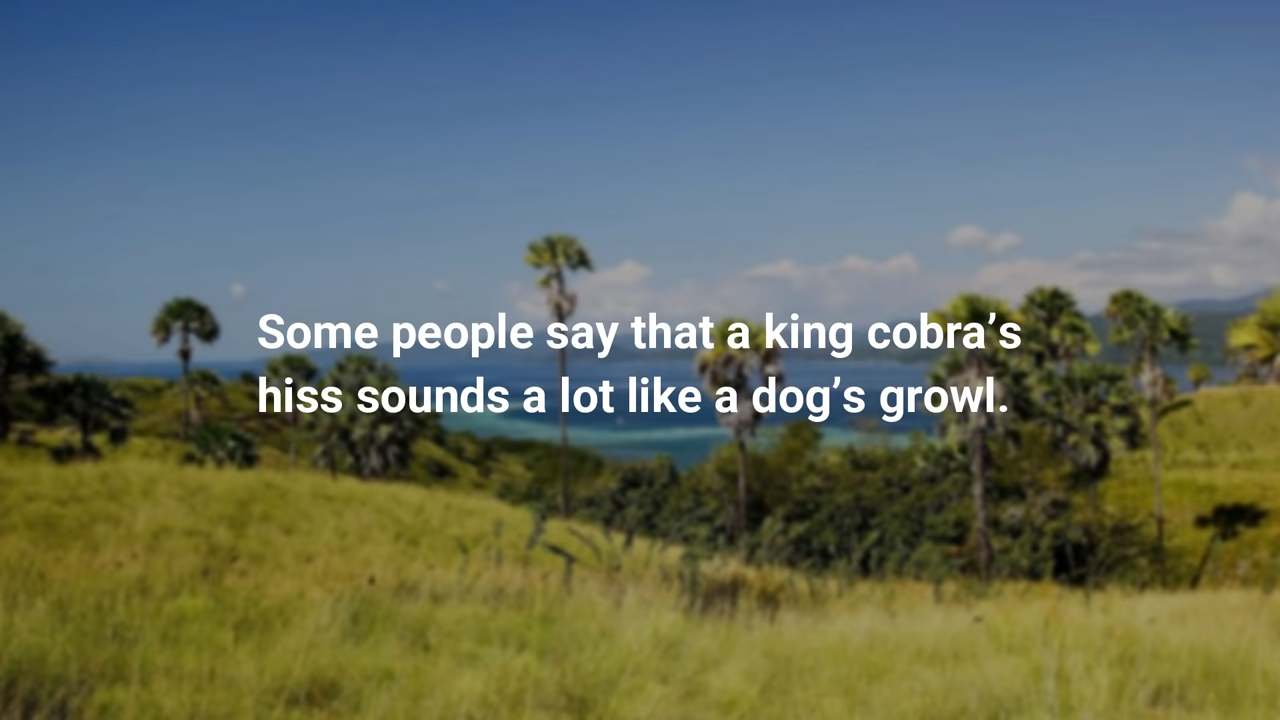 Some people say that a king cobra’s
hiss sounds a lot like a dog’s growl.